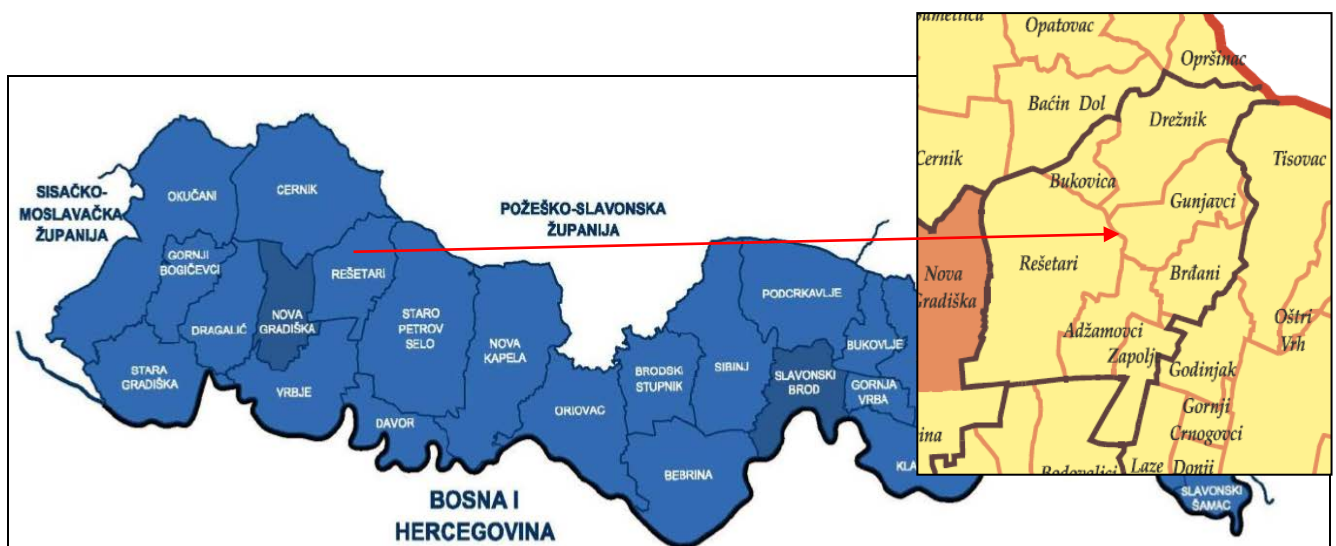 SISAČKO-
MOSLAVAČKA
ŽUPANIJA
OKUČANI
CERNIK
GORNJI
BOGIČEVCI
REŠETARI
NOVA
GRADIŠKA
DRAGALIĆ
STARA
GRADIŠKA
VRBJE
STARO
PETROV
SELO
DAVOR
NOVA
KAPELA
POŽEŠKO-SLAVONSKA
ŽUPANIJA
ORIOVAC
BRODSKI
STUPNIK
BEBRINA
SIBINJ
PODCRKAVLJE
SLAVONSKI
BROD
BUKOVLJE
GORNJA
VRBA
KLA
SLAVONSKI
ŠAMAC
BOSNA I
HERCEGOVINA
Opatovac
Opršinac
Baćin Dol
Drežnik
Cernik
Tisovac
Bukovica
Gunjavci
Rešetari
Nova
Gradiška
Brđani
Adžamovci
Zapolj
Oštri
Vrh
Godinjak
Gornji
Crnogovci
ina
Laze
Donji